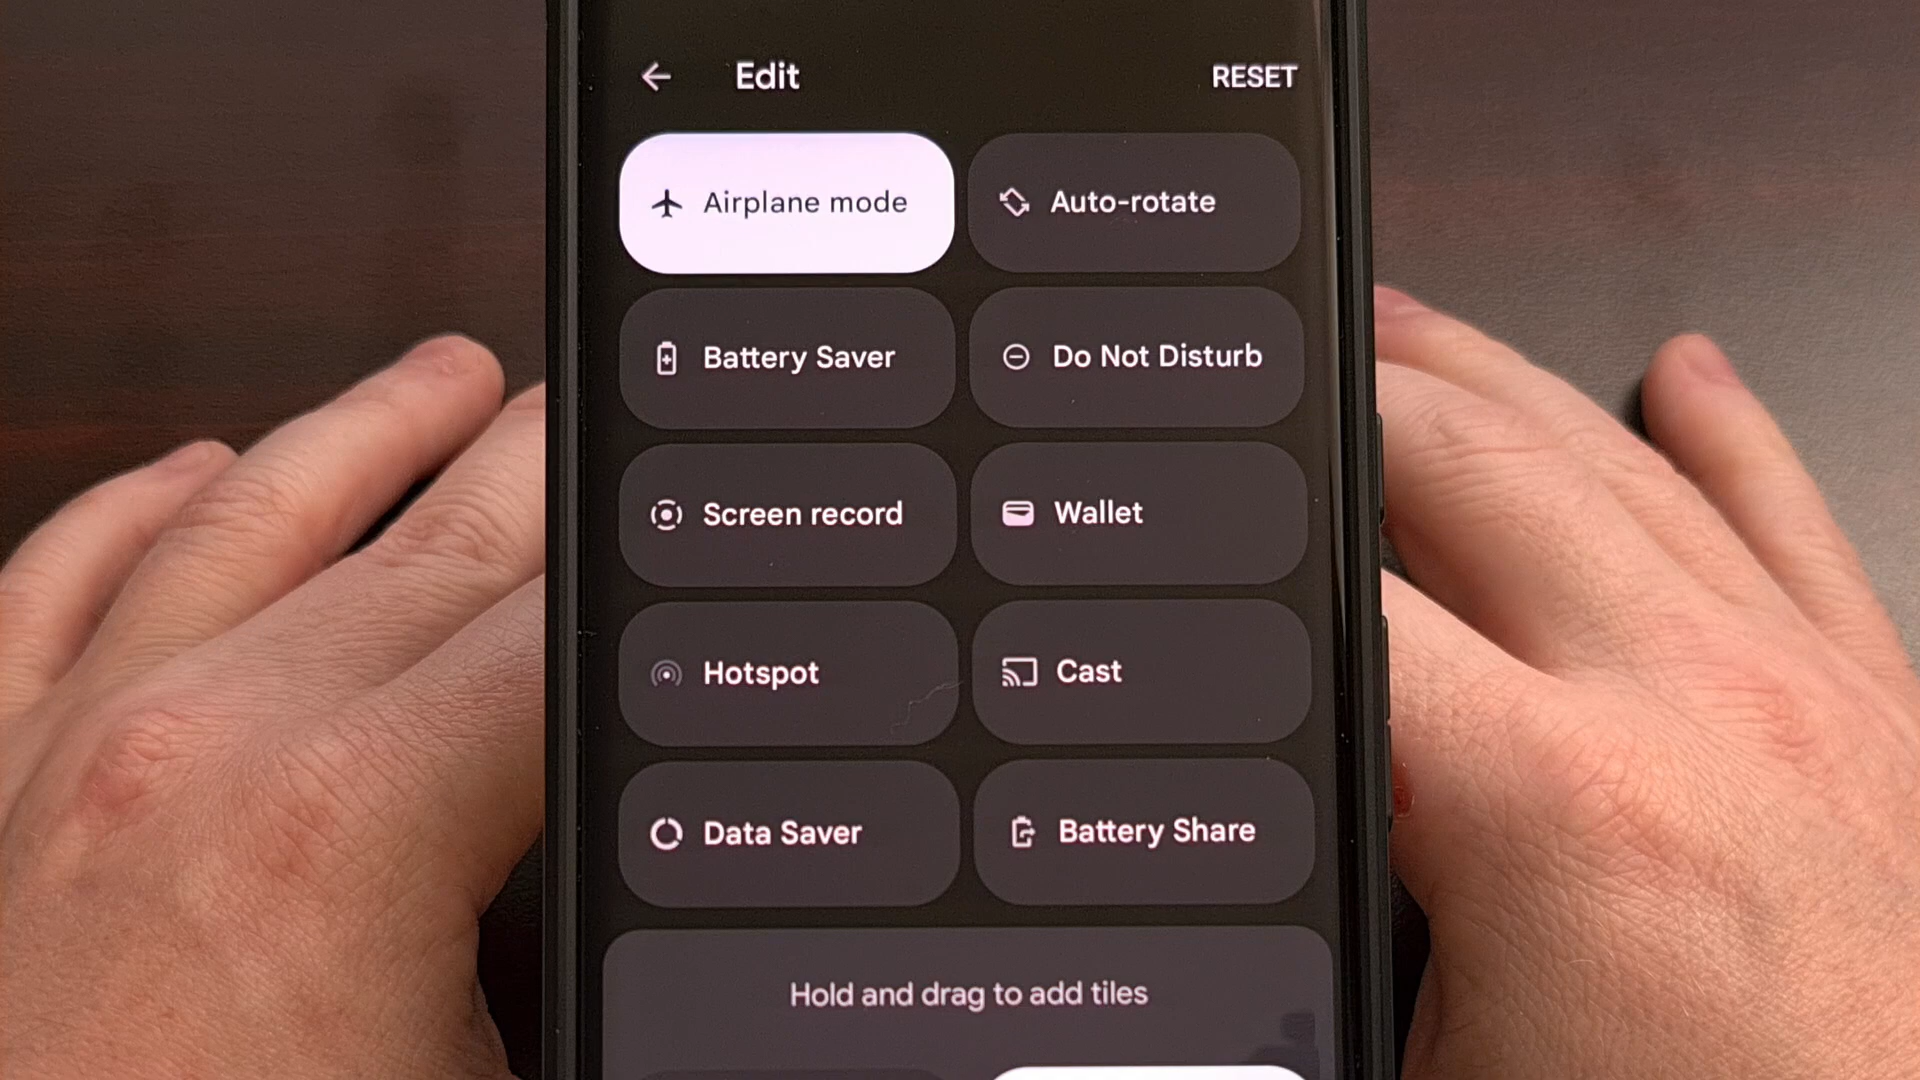 Edit
RESET
Airplane mode
Auto-rotate
Battery Saver
Do Not Disturb
Screen record
Wallet
Hotspot
Cast
Data Saver
Battery Share
Hold and drag to add tiles